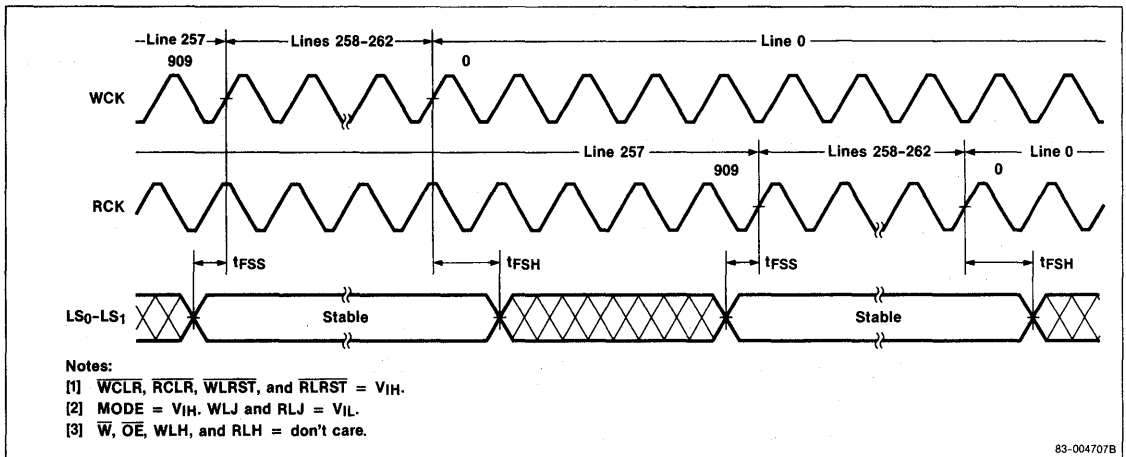 Line 257 Lines 258-262 Line 0
909 0
WCK
Line 257 Lines 258-262 Line 0
909 0
RCK
tFSS tFSH tFSS tFSH
LS0-LS1 Stable Stable
Notes:
[1] WCLR, RCLR, WLRST, and RLRST = VIH.
[2] MODE = VIH. WLJ and RLJ = VIL.
[3] W, OE, WLH, and RLH = don't care.
83-004707B